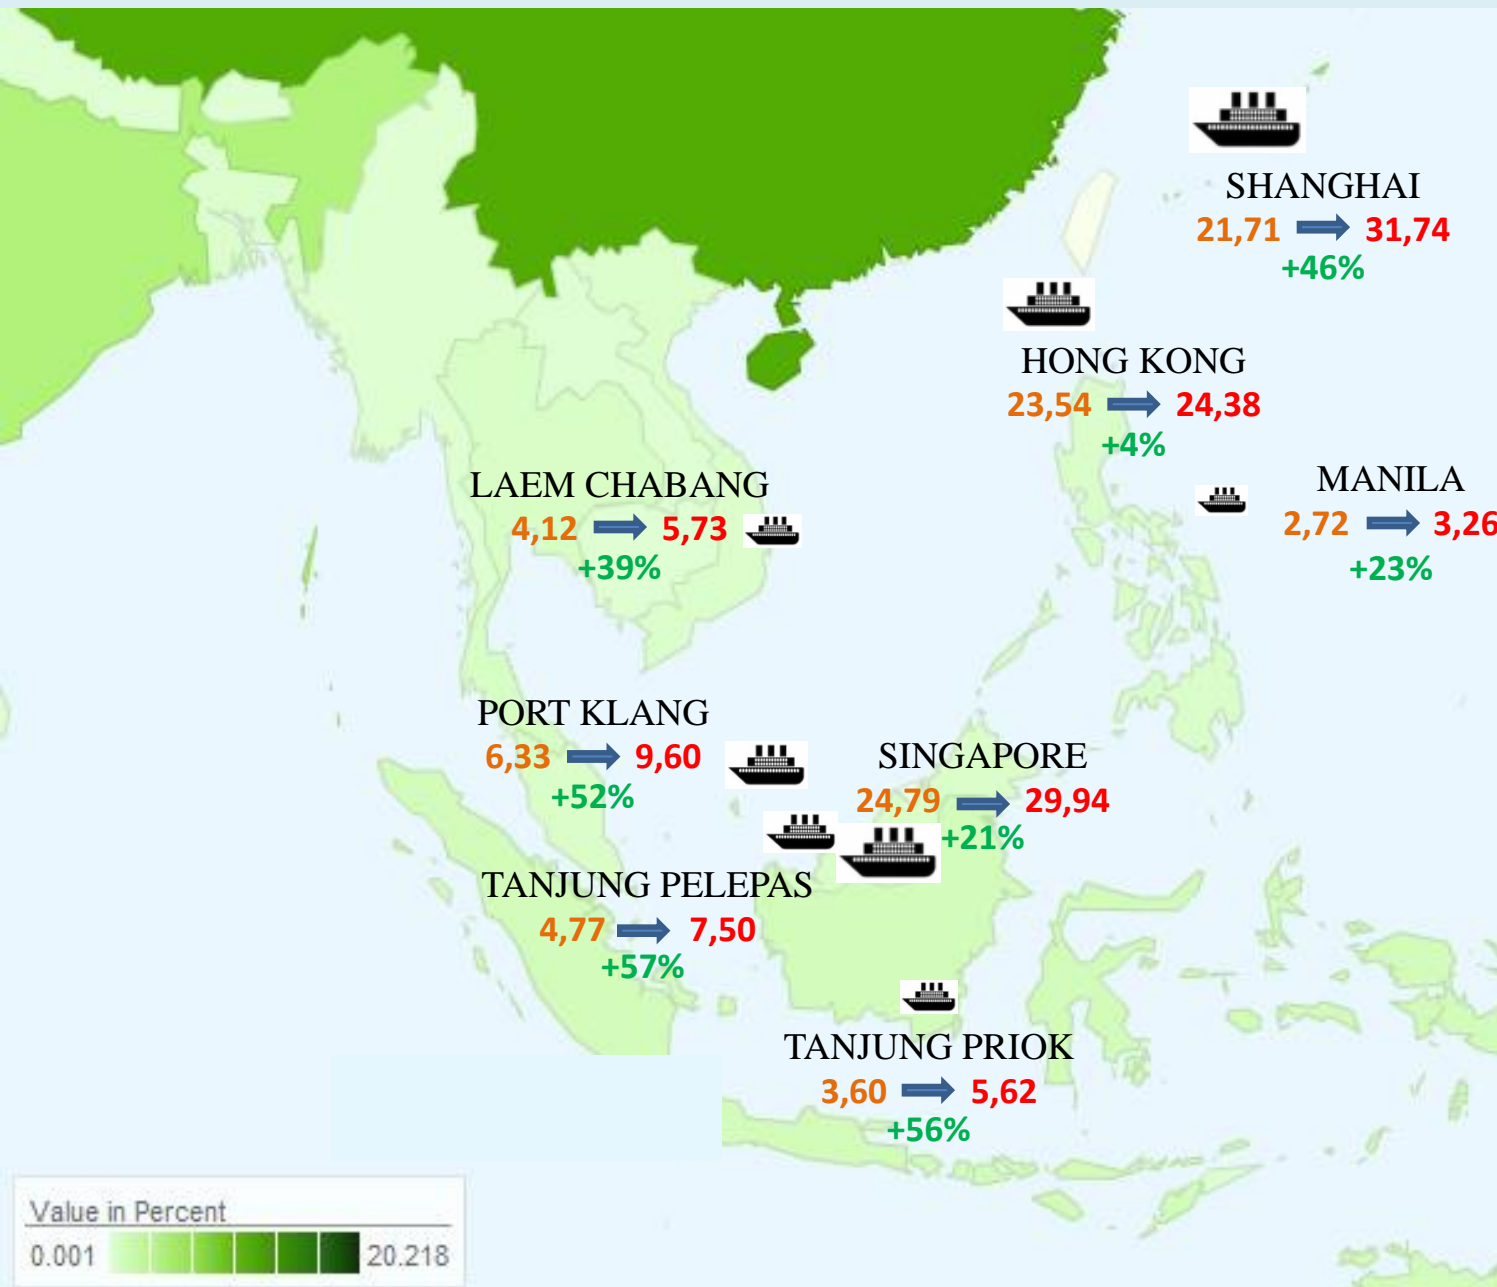 SHANGHAI
21,71 31,74
+46%
HONG KONG
23,54 24,38
+4%
MANILA
2,72 3,26
+23%
LAEM CHABANG
4,12 5,73
+39%
PORT KLANG
6,33 9,60
+52%
SINGAPORE
24,79 29,94
+21%
TANJUNG PELEPAS
4,77 7,50
+57%
TANJUNG PRIOK
3,60 5,62
+56%
Value in Percent
0.001 20.218